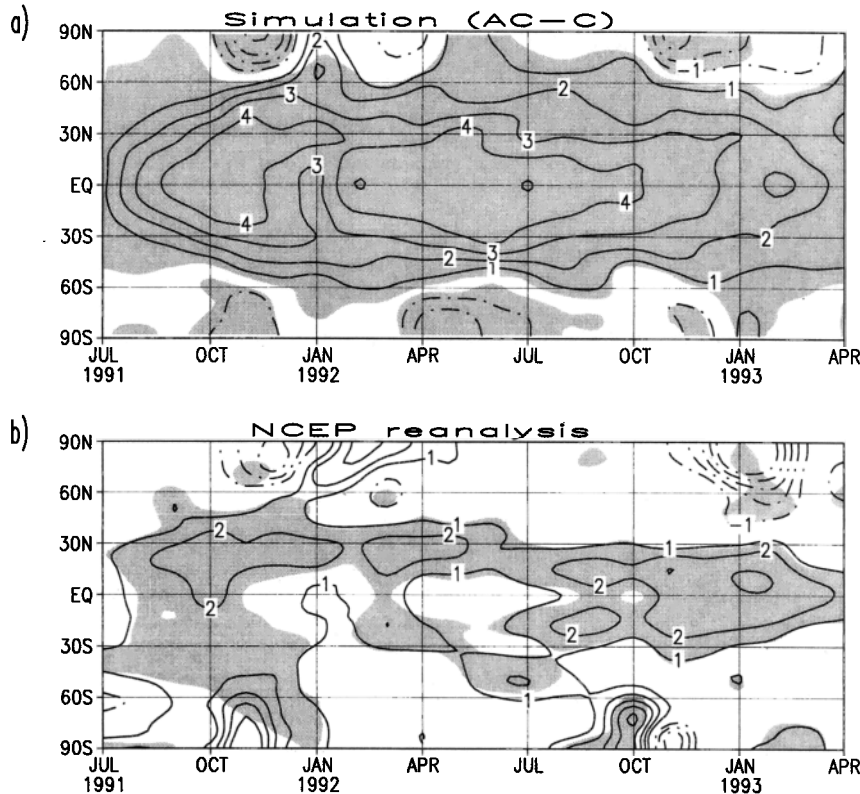 a) Simulation (AC—C)
90N
2
-1
60N
3
2
1
4
4
30N
3
3
EQ
4
4
30S
2
3
2
1
1
60S
90S
JUL OCT JAN APR JUL OCT JAN APR
1991 1992 1993
b) NCEP reanalysis
90N
1
60N
-1
2
1
30N
2
1
2
1
EQ
1
2
2
30S
2
2
1
60S
1
90S
JUL OCT JAN APR JUL OCT JAN APR
1991 1992 1993